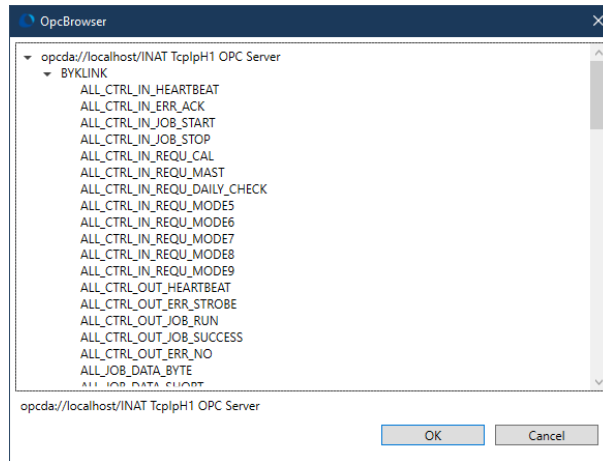 OpcBrowser
opcda://localhost/INAT TcpIpH1 OPC Server
BYKLINK
ALL_CTRL_IN_HEARTBEAT
ALL_CTRL_IN_ERR_ACK
ALL_CTRL_IN_JOB_START
ALL_CTRL_IN_JOB_STOP
ALL_CTRL_IN_REQU_CAL
ALL_CTRL_IN_REQU_MAST
ALL_CTRL_IN_REQU_DAILY_CHECK
ALL_CTRL_IN_REQU_MODE5
ALL_CTRL_IN_REQU_MODE6
ALL_CTRL_IN_REQU_MODE7
ALL_CTRL_IN_REQU_MODE8
ALL_CTRL_IN_REQU_MODE9
ALL_CTRL_OUT_HEARTBEAT
ALL_CTRL_OUT_ERR_STROBE
ALL_CTRL_OUT_JOB_RUN
ALL_CTRL_OUT_JOB_SUCCESS
ALL_CTRL_OUT_ERR_NO
ALL_JOB_DATA_BYTE
ALL_JOB_DATA_SHORT
opcda://localhost/INAT TcpIpH1 OPC Server
OK Cancel